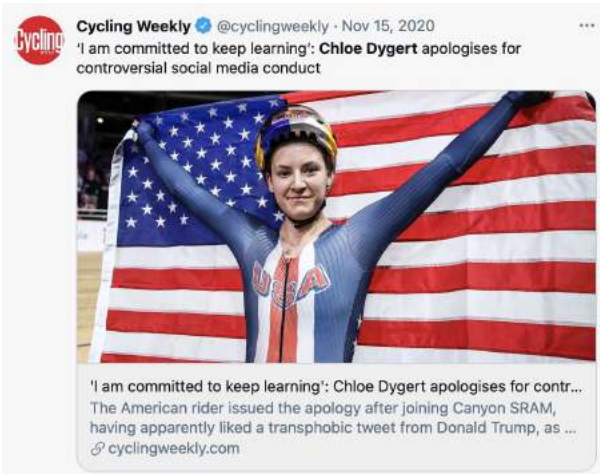 Cycling
Cycling Weekly @cyclingweekly · Nov 15, 2020
'I am committed to keep learning': Chloe Dygert apologises for
controversial social media conduct
USA
'I am committed to keep learning': Chloe Dygert apologises for contr...
The American rider issued the apology after joining Canyon SRAM,
having apparently liked a transphobic tweet from Donald Trump, as ...
cyclingweekly.com